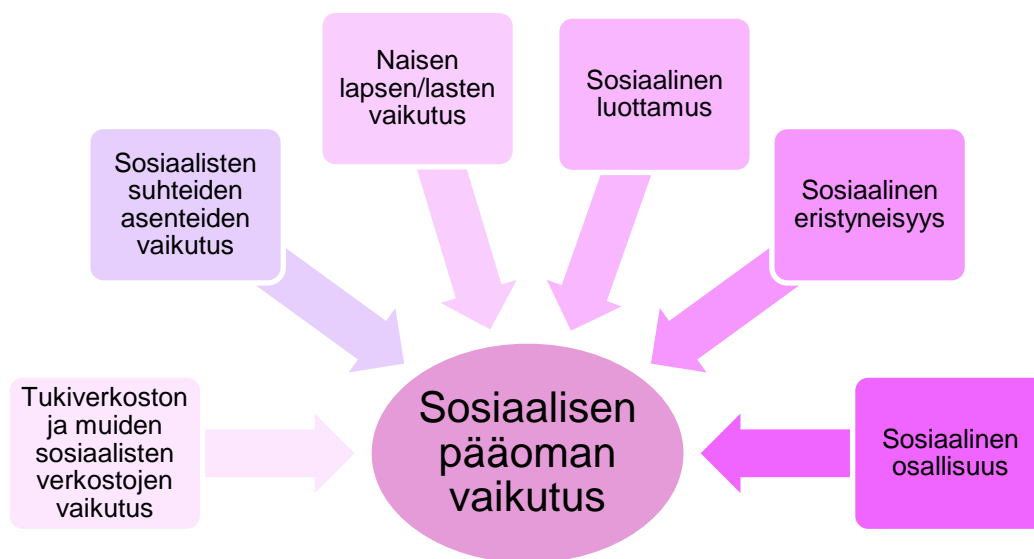 Naisen
lapsen/lasten
vaikutus
Sosiaalinen
luottamus
Sosiaalisten
suhteiden
asenteiden
vaikutus
Sosiaalinen
eristyneisyys
Tukiverkoston
ja muiden
sosiaalisten
verkostojen
vaikutus
Sosiaalisen
pääoman
vaikutus
Sosiaalinen
osallisuus